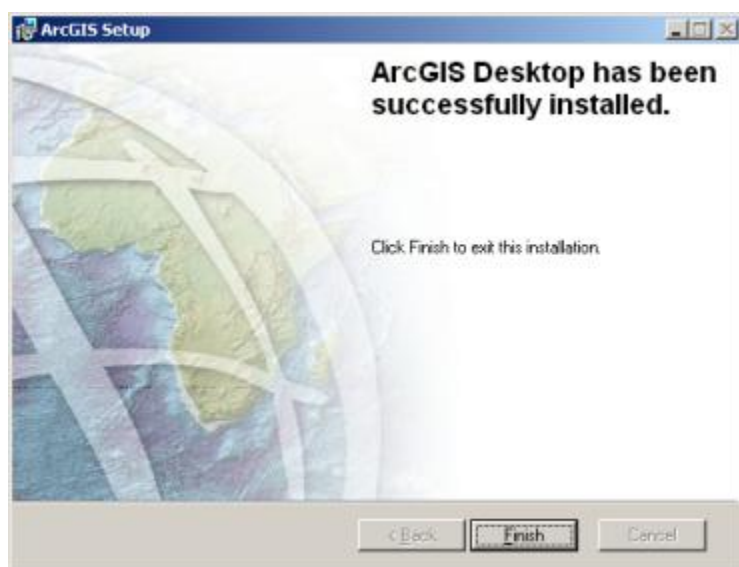 ArcGIS Setup
ArcGIS Desktop has been
successfully installed.
Click Finish to exit this installation.
< Back
Finish
Cancel